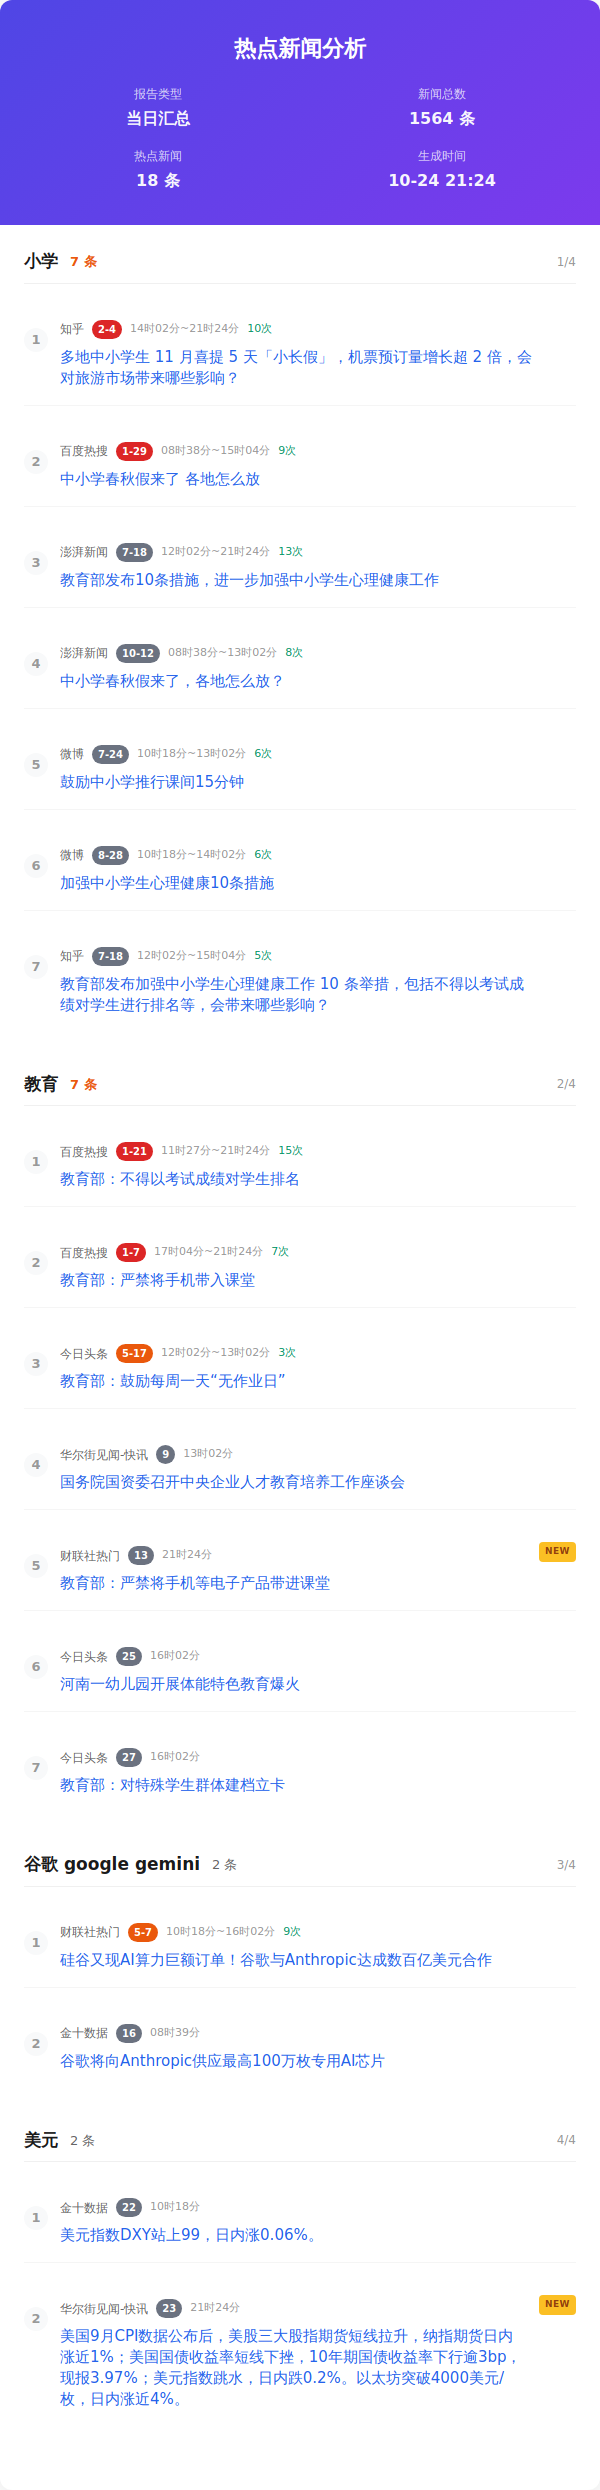 热点新闻分析
报告类型
新闻总数
当日汇总
1564 条
热点新闻
生成时间
18 条
10-24 21:24
小学 7 条 1/4
1
知乎 2-4 14时02分~21时24分 10次
多地中小学生 11 月喜提 5 天「小长假」，机票预订量增长超 2 倍，会
对旅游市场带来哪些影响？
2
百度热搜 1-29 08时38分~15时04分 9次
中小学春秋假来了 各地怎么放
3
澎湃新闻 7-18 12时02分~21时24分 13次
教育部发布10条措施，进一步加强中小学生心理健康工作
4
澎湃新闻 10-12 08时38分~13时02分 8次
中小学春秋假来了，各地怎么放？
5
微博 7-24 10时18分~13时02分 6次
鼓励中小学推行课间15分钟
6
微博 8-28 10时18分~14时02分 6次
加强中小学生心理健康10条措施
7
知乎 7-18 12时02分~15时04分 5次
教育部发布加强中小学生心理健康工作 10 条举措，包括不得以考试成
绩对学生进行排名等，会带来哪些影响？
教育 7 条 2/4
1
百度热搜 1-21 11时27分~21时24分 15次
教育部：不得以考试成绩对学生排名
2
百度热搜 1-7 17时04分~21时24分 7次
教育部：严禁将手机带入课堂
3
今日头条 5-17 12时02分~13时02分 3次
教育部：鼓励每周一天“无作业日”
4
华尔街见闻-快讯 9 13时02分
国务院国资委召开中央企业人才教育培养工作座谈会
5
财联社热门 13 21时24分 NEW
教育部：严禁将手机等电子产品带进课堂
6
今日头条 25 16时02分
河南一幼儿园开展体能特色教育爆火
7
今日头条 27 16时02分
教育部：对特殊学生群体建档立卡
谷歌 google gemini 2 条 3/4
1
财联社热门 5-7 10时18分~16时02分 9次
硅谷又现AI算力巨额订单！谷歌与Anthropic达成数百亿美元合作
2
金十数据 16 08时39分
谷歌将向Anthropic供应最高100万枚专用AI芯片
美元 2 条 4/4
1
金十数据 22 10时18分
美元指数DXY站上99，日内涨0.06%。
2
华尔街见闻-快讯 23 21时24分 NEW
美国9月CPI数据公布后，美股三大股指期货短线拉升，纳指期货日内
涨近1%；美国国债收益率短线下挫，10年期国债收益率下行逾3bp，
现报3.97%；美元指数跳水，日内跌0.2%。以太坊突破4000美元/
枚，日内涨近4%。